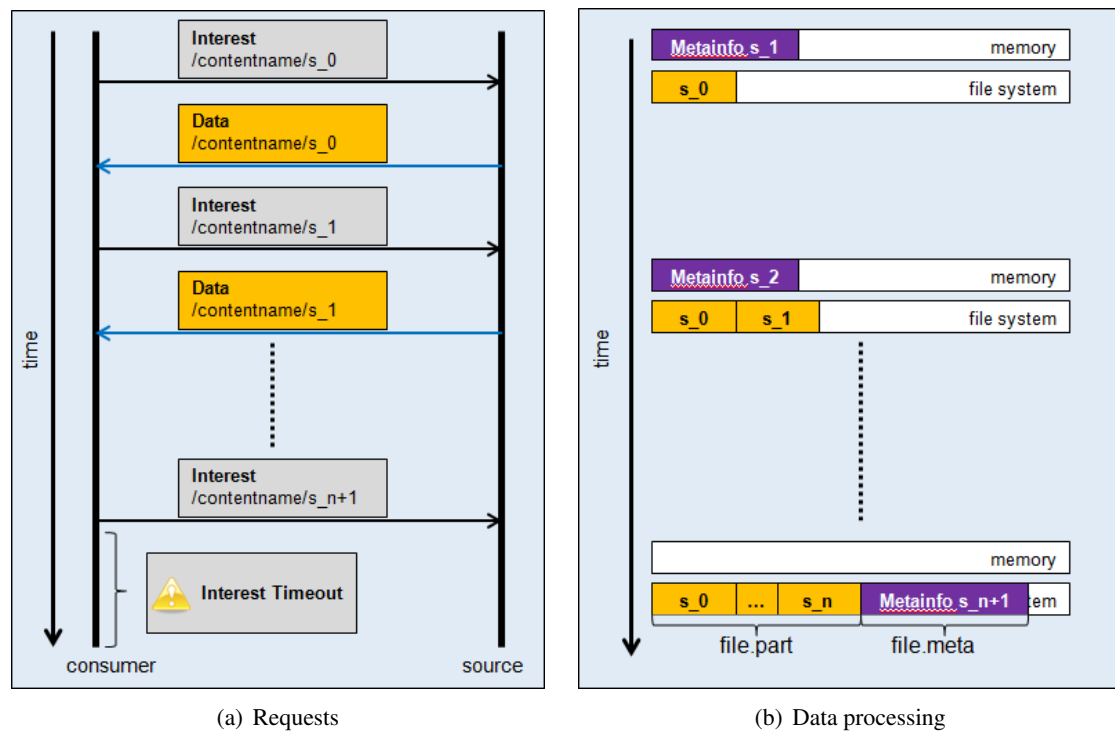 Interest
/contentname/s_0
Data
/contentname/s_0
Interest
/contentname/s_1
Data
/contentname/s_1
time
Interest
/contentname/s_n+1
Interest Timeout
consumer
source
(a) Requests
Metainfo s_1
memory
s_0
file system
Metainfo s_2
memory
s_0
s_1
file system
time
memory
s_0
...
s_n
Metainfo s_n+1
tem
file.part
file.meta
(b) Data processing